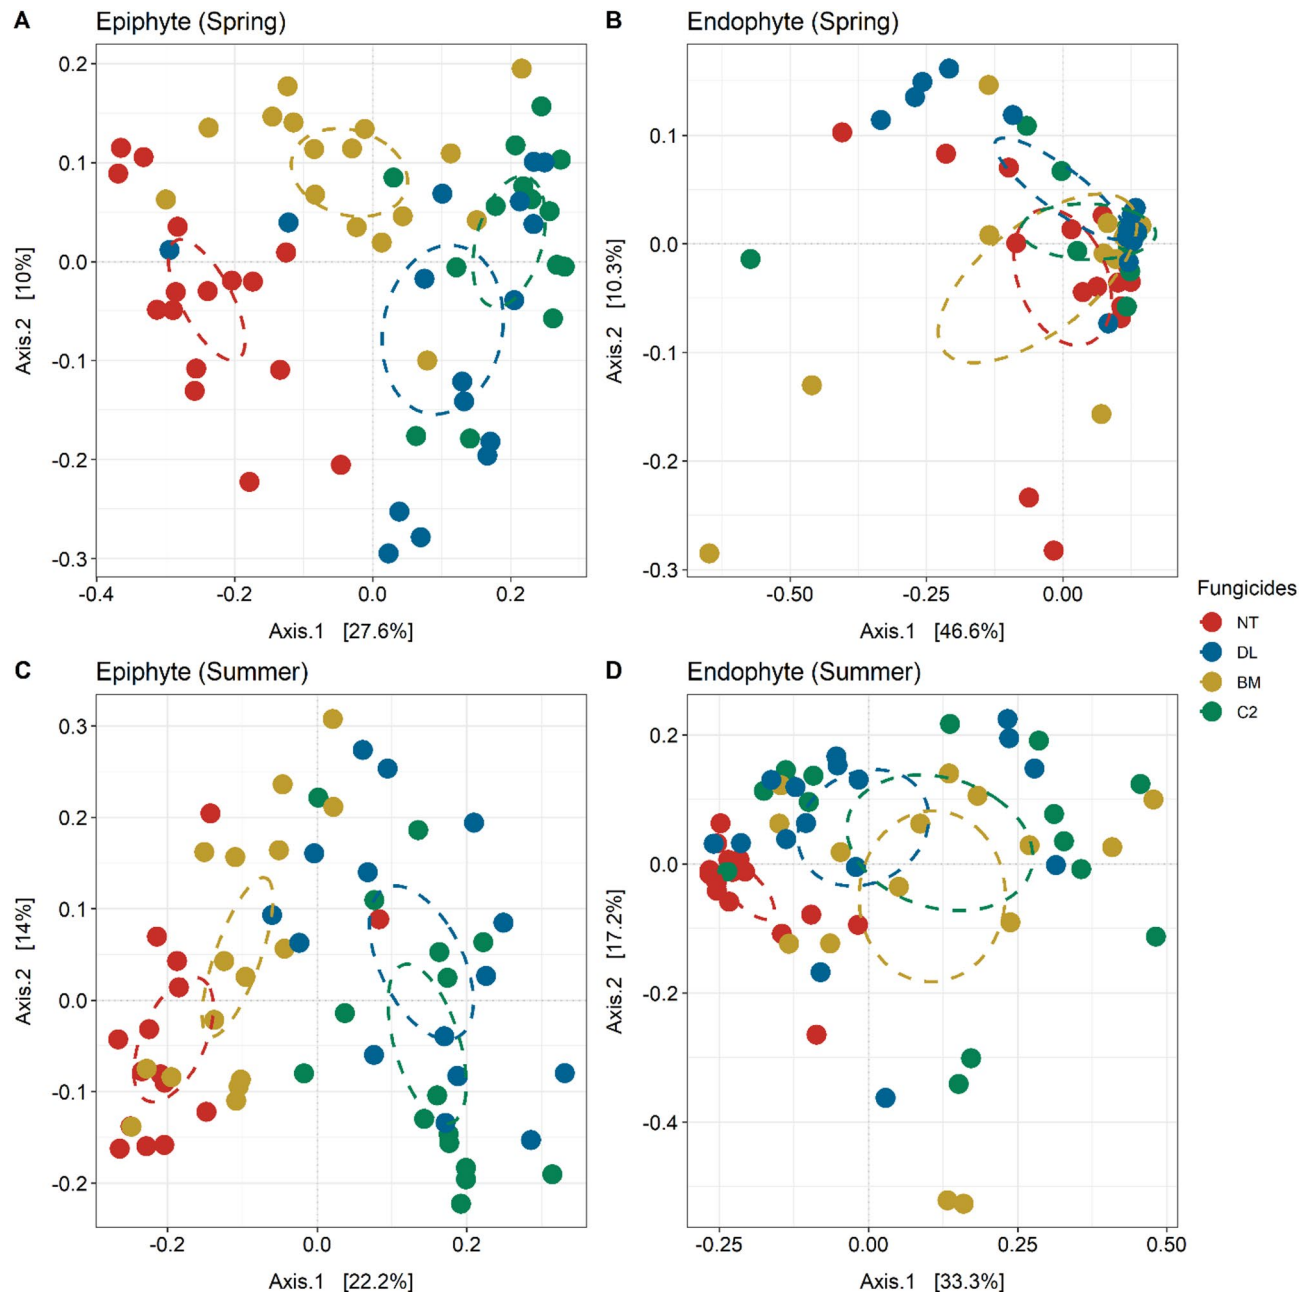 A Epiphyte (Spring)
0.2
0.1
0.0
-0.1
-0.2
-0.3
Axis.2 [10%]
-0.4 -0.2 0.0 0.2
Axis.1 [27.6%]
B Endophyte (Spring)
0.1
0.0
-0.1
-0.2
-0.3
Axis.2 [10.3%]
-0.50 -0.25 0.00
Axis.1 [46.6%]
Fungicides
NT
DL
BM
C2
C Epiphyte (Summer)
0.3
0.2
0.1
0.0
-0.1
-0.2
Axis.2 [14%]
-0.2 0.0 0.2
Axis.1 [22.2%]
D Endophyte (Summer)
0.2
0.0
-0.2
-0.4
Axis.2 [17.2%]
-0.25 0.00 0.25 0.50
Axis.1 [33.3%]